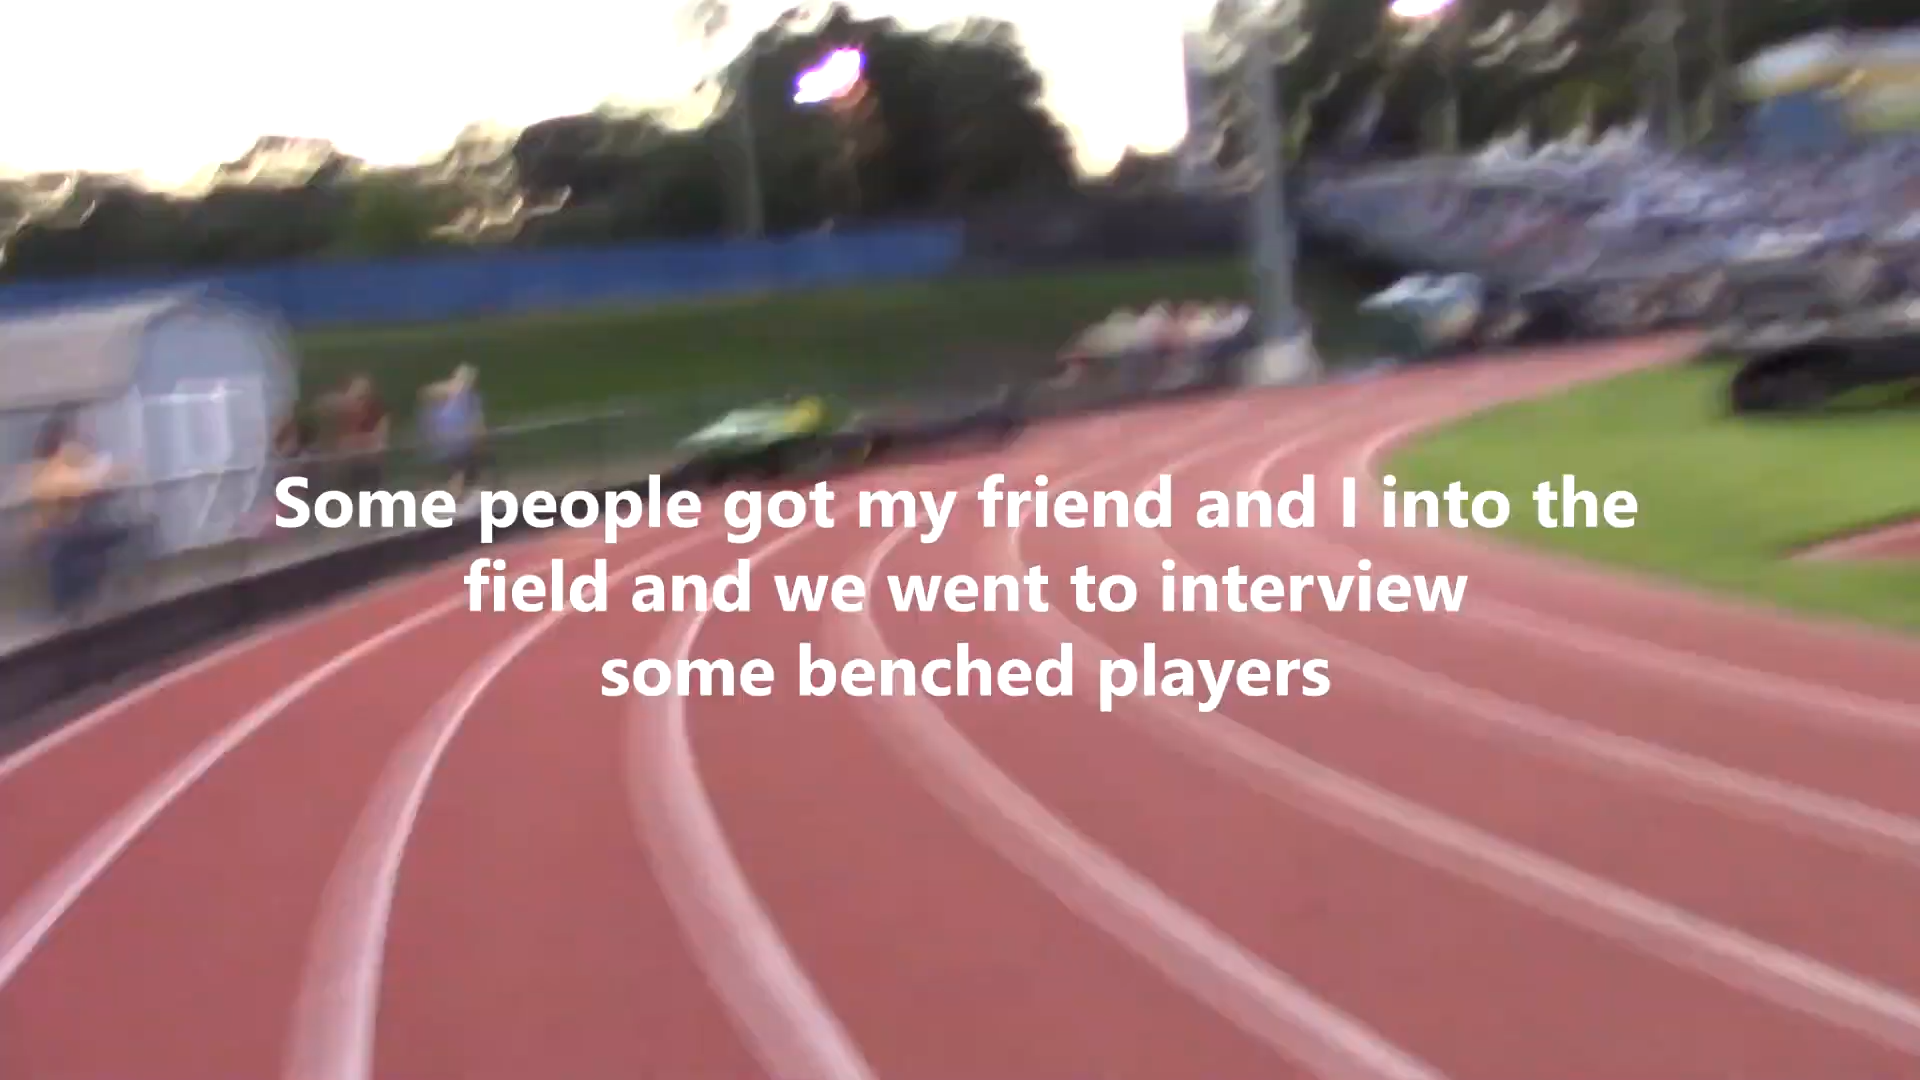 Some people got my friend and I into the
field and we went to interview
some benched players